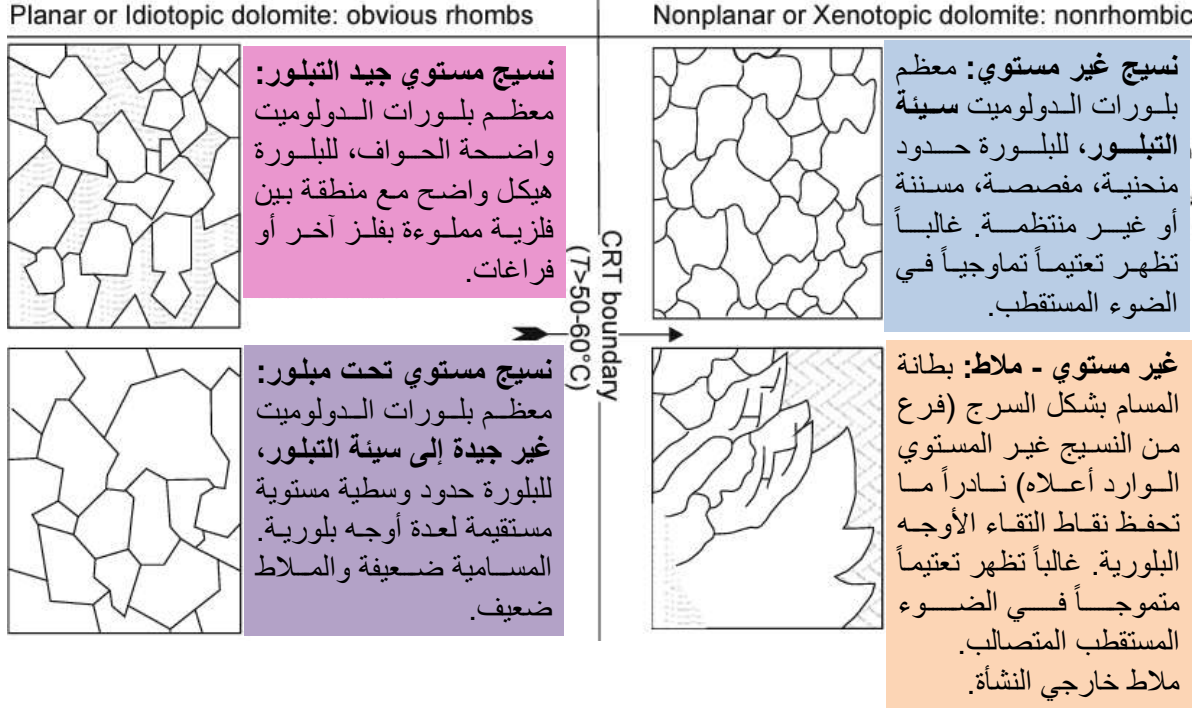 Planar or Idiotopic dolomite: obvious rhombs
نسيج مستوي جيد التبلور:
معظم بلورات الدولوميت
واضحة الحواف، للبلورة
هيكل واضح مع منطقة بين
فلزية مملوءة بفلز آخر أو
فراغات.
نسيج مستوي تحت مبلور:
معظم بلورات الدولوميت
غير جيدة إلى سيئة التبلور،
للبلورة حدود وسطية مستوية
مستقيمة لعدة أوجه بلورية.
المسامية ضعيفة والملاط
ضعيف.
CRT boundary
(T>50-60°C)
Nonplanar or Xenotopic dolomite: nonrhombic
نسيج غير مستوي: معظم
بلورات الدولوميت سيئة
التبلور، للبلورة حدود
منحنية، مفصصة، مسننة
أو غير منتظمة. غالباً
تظهر تعتيماً تماوجياً في
الضوء المستقطب.
غير مستوي - ملاط: بطانة
المسام بشكل السرج (فرع
من النسيج غير المستوي
الوارد أعلاه) نادراً ما
تحفظ نقاط التقاء الأوجه
البلورية. غالباً تظهر تعتيماً
متموجاً في الضوء
المستقطب المتصالب.
ملاط خارجي النشأة.